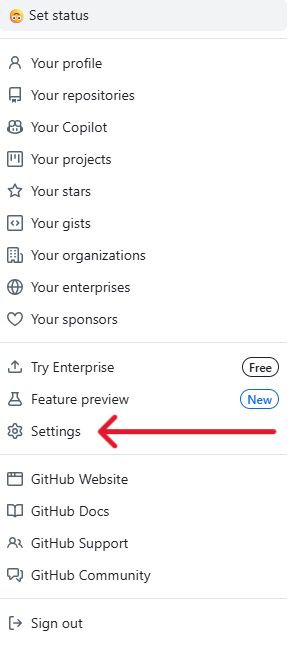 Set status
Your profile
Your repositories
Your Copilot
Your projects
Your stars
Your gists
Your organizations
Your enterprises
Your sponsors
Try Enterprise Free
Feature preview New
Settings
GitHub Website
GitHub Docs
GitHub Support
GitHub Community
Sign out